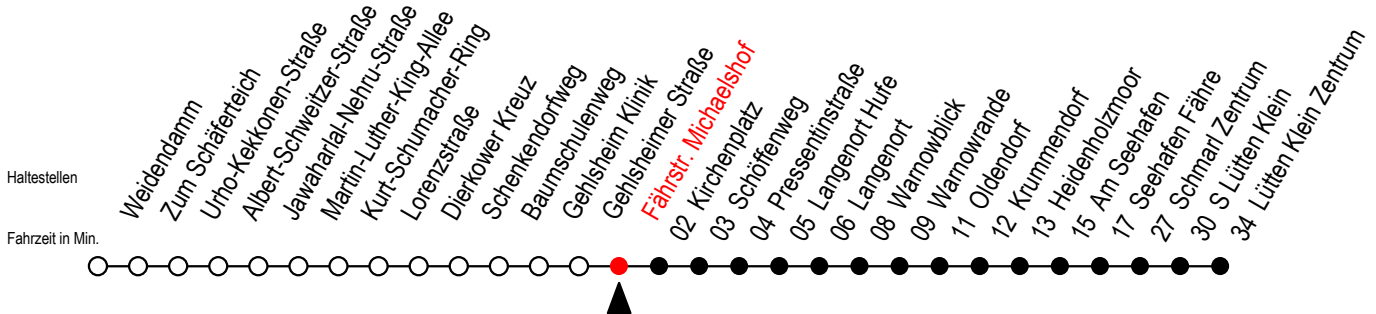 Haltestellen
Fahrzeit in Min.
Weidendamm
Zum Schäferteich
Urho-Kekkonen-Straße
Albert-Schweitzer-Straße
Jawaharlal-Nehru-Straße
Martin-Luther-King-Allee
Kurt-Schumacher-Ring
Lorenzstraße
Dierkower Kreuz
Schenkendorfweg
Baumschulenweg
Gehlsheim Klinik
Gehlsheimer Straße
Fährstr. Michaelshof
02 Kirchenplatz
03 Schöffenweg
04 Pressentinstraße
05 Langenort Hufe
06 Langenort
08 Warnowblick
09 Warnowrande
11 Oldendorf
12 Krummendorf
13 Heidenholzmoor
15 Am Seehafen
17 Seehafen Fähre
27 Schmarl Zentrum
30 S Lütten Klein
34 Lütten Klein Zentrum